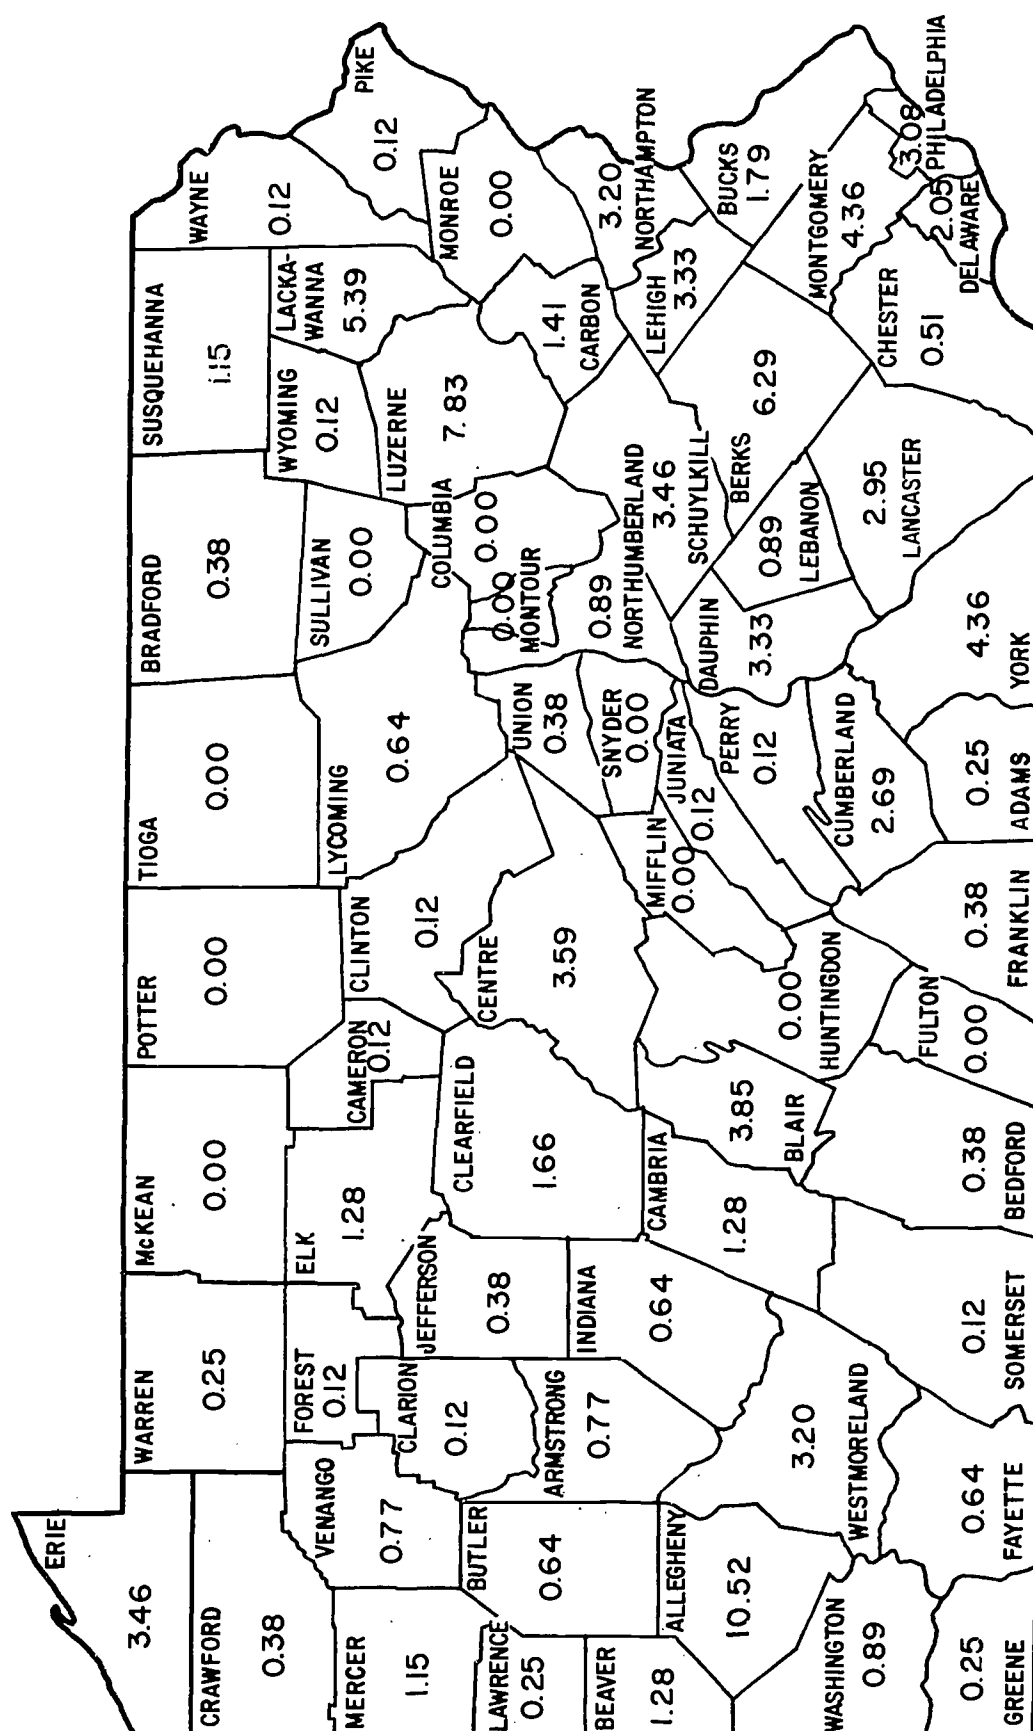 ERIE
3.46
CRAWFORD
0.38
MERCER
1.15
LAWRENCE
0.25
BEAVER
1.28
WASHINGTON
0.89
GREENE
0.25
WARREN
0.25
FOREST
0.12
VENANGO
0.77
CLARION
0.12
BUTLER
0.64
ARMSTRONG
0.77
ALLEGHENY
10.52
WESTMORELAND
3.20
FAYETTE
0.64
McKEAN
0.00
ELK
1.28
JEFFERSON
0.38
INDIANA
0.64
SOMERSET
0.12
POTTER
0.00
CAMERON
0.12
CLEARFIELD
1.66
CAMBRIA
1.28
BLAIR
3.85
BEDFORD
0.38
CLINTON
0.12
CENTRE
3.59
HUNTINGDON
0.00
FULTON
0.00
TIOGA
0.00
LYCOMING
0.64
UNION
0.38
SNYDER
0.00
MIFFLIN
0.00
JUNIATA
0.12
PERRY
0.12
CUMBERLAND
2.69
FRANKLIN
0.38
ADAMS
0.25
BRADFORD
0.38
SULLIVAN
0.00
COLUMBIA
0.00
MONTOUR
0.00
NORTHUMBERLAND
0.89
DAUPHIN
3.33
YORK
4.36
SUSQUEHANNA
1.15
WYOMING
0.12
LACKA-
WANNA
5.39
LUZERNE
7.83
SCHUYLKILL
3.46
LEBANON
0.89
LANCASTER
2.95
BERKS
6.29
WAYNE
0.12
PIKE
0.12
MONROE
0.00
CARBON
1.41
NORTHAMPTON
3.20
LEHIGH
3.33
BUCKS
1.79
MONTGOMERY
4.36
CHESTER
0.51
DELAWARE
2.05
PHILADELPHIA
3.08